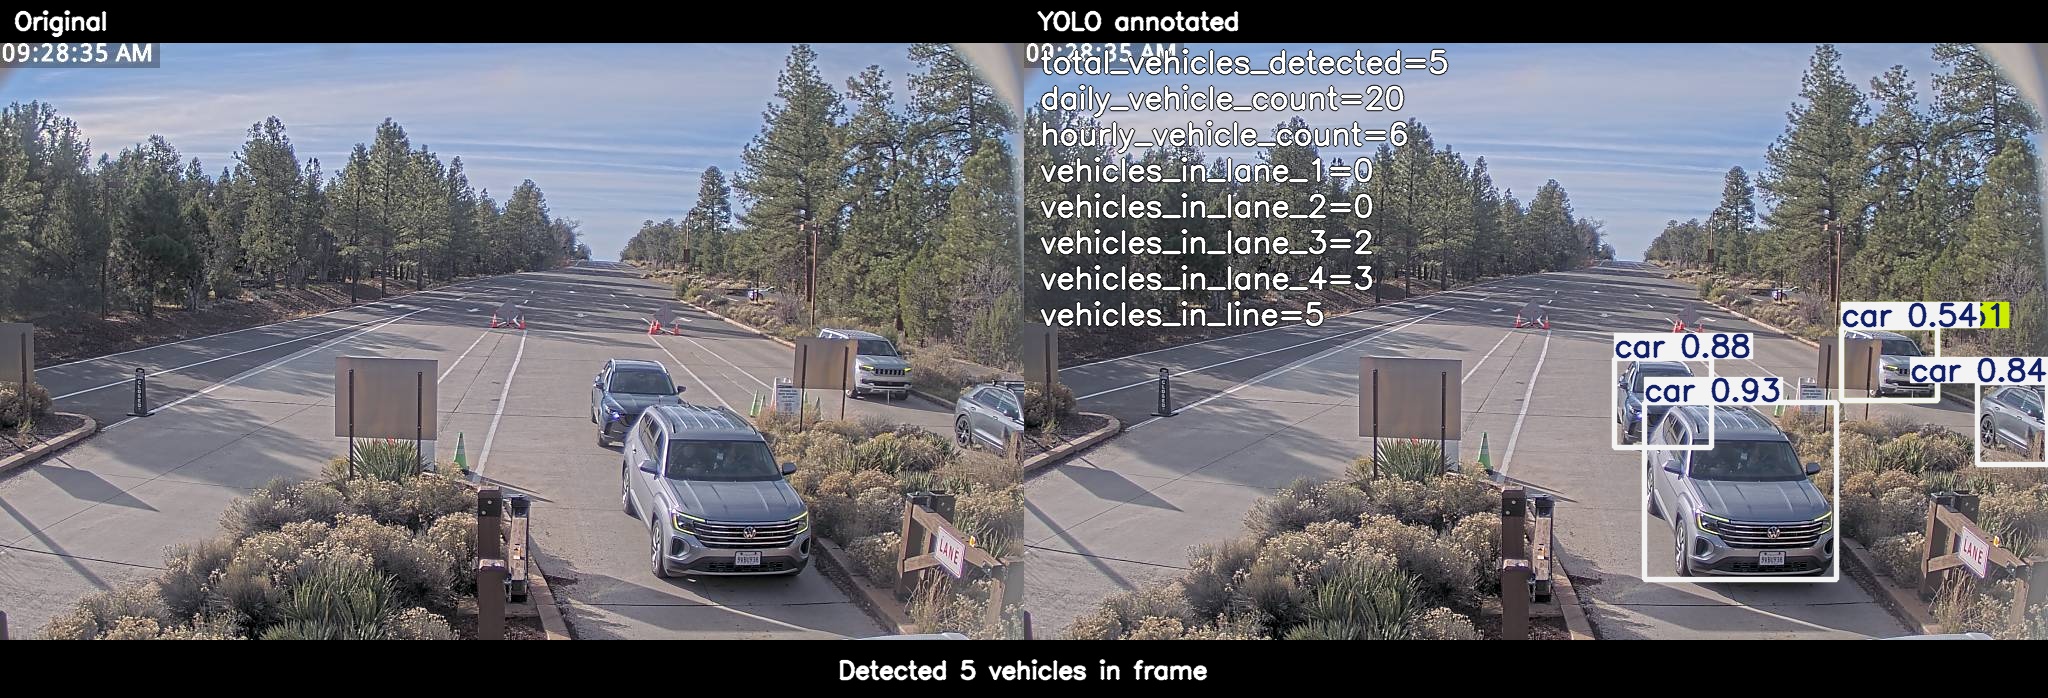 Original
YOLO annotated
09:28:35 AM
09:28:35 AM
total_vehicles_detected=5
daily_vehicle_count=20
hourly_vehicle_count=6
vehicles_in_lane_1=0
vehicles_in_lane_2=0
vehicles_in_lane_3=2
vehicles_in_lane_4=3
vehicles_in_line=5
car 0.54
car 0.88
car 0.84
car 0.93
LANE
LANE
Detected 5 vehicles in frame